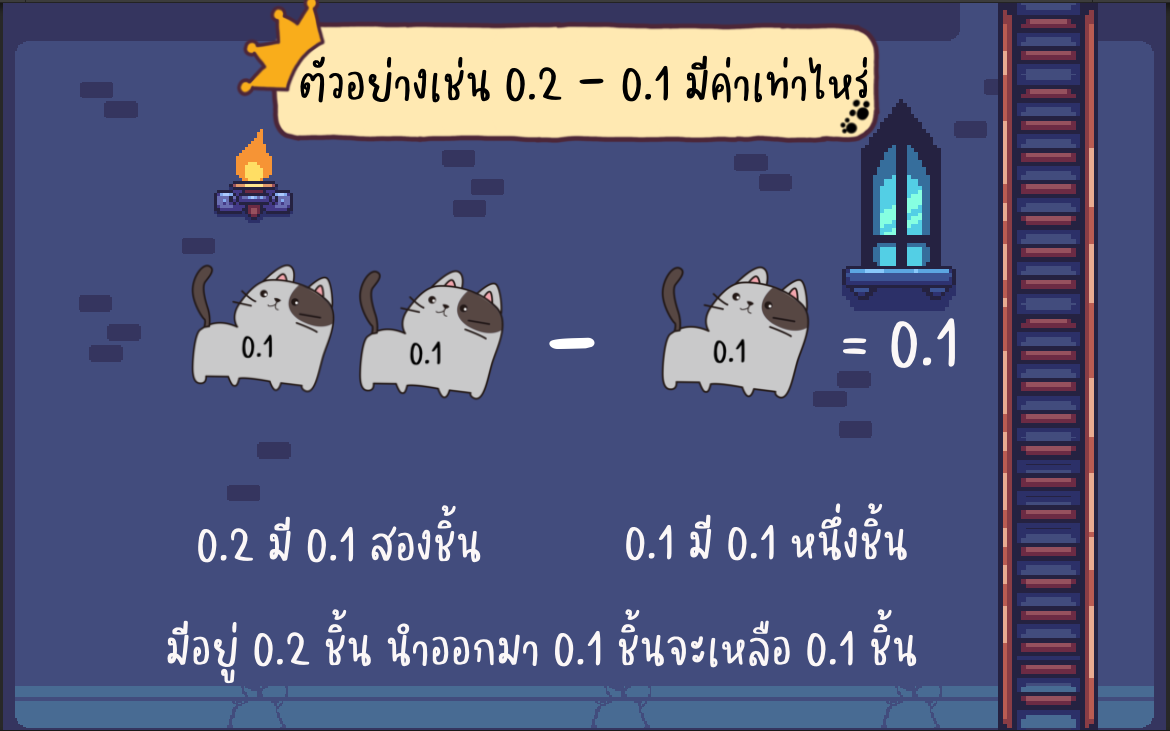 ตัวอย่างเช่น 0.2 - 0.1 มีค่าเท่าไหร่
0.1 0.1 - 0.1 = 0.1
0.2 มี 0.1 สองชิ้น 0.1 มี 0.1 หนึ่งชิ้น
มีอยู่ 0.2 ชิ้น นำออกมา 0.1 ชิ้นจะเหลือ 0.1 ชิ้น